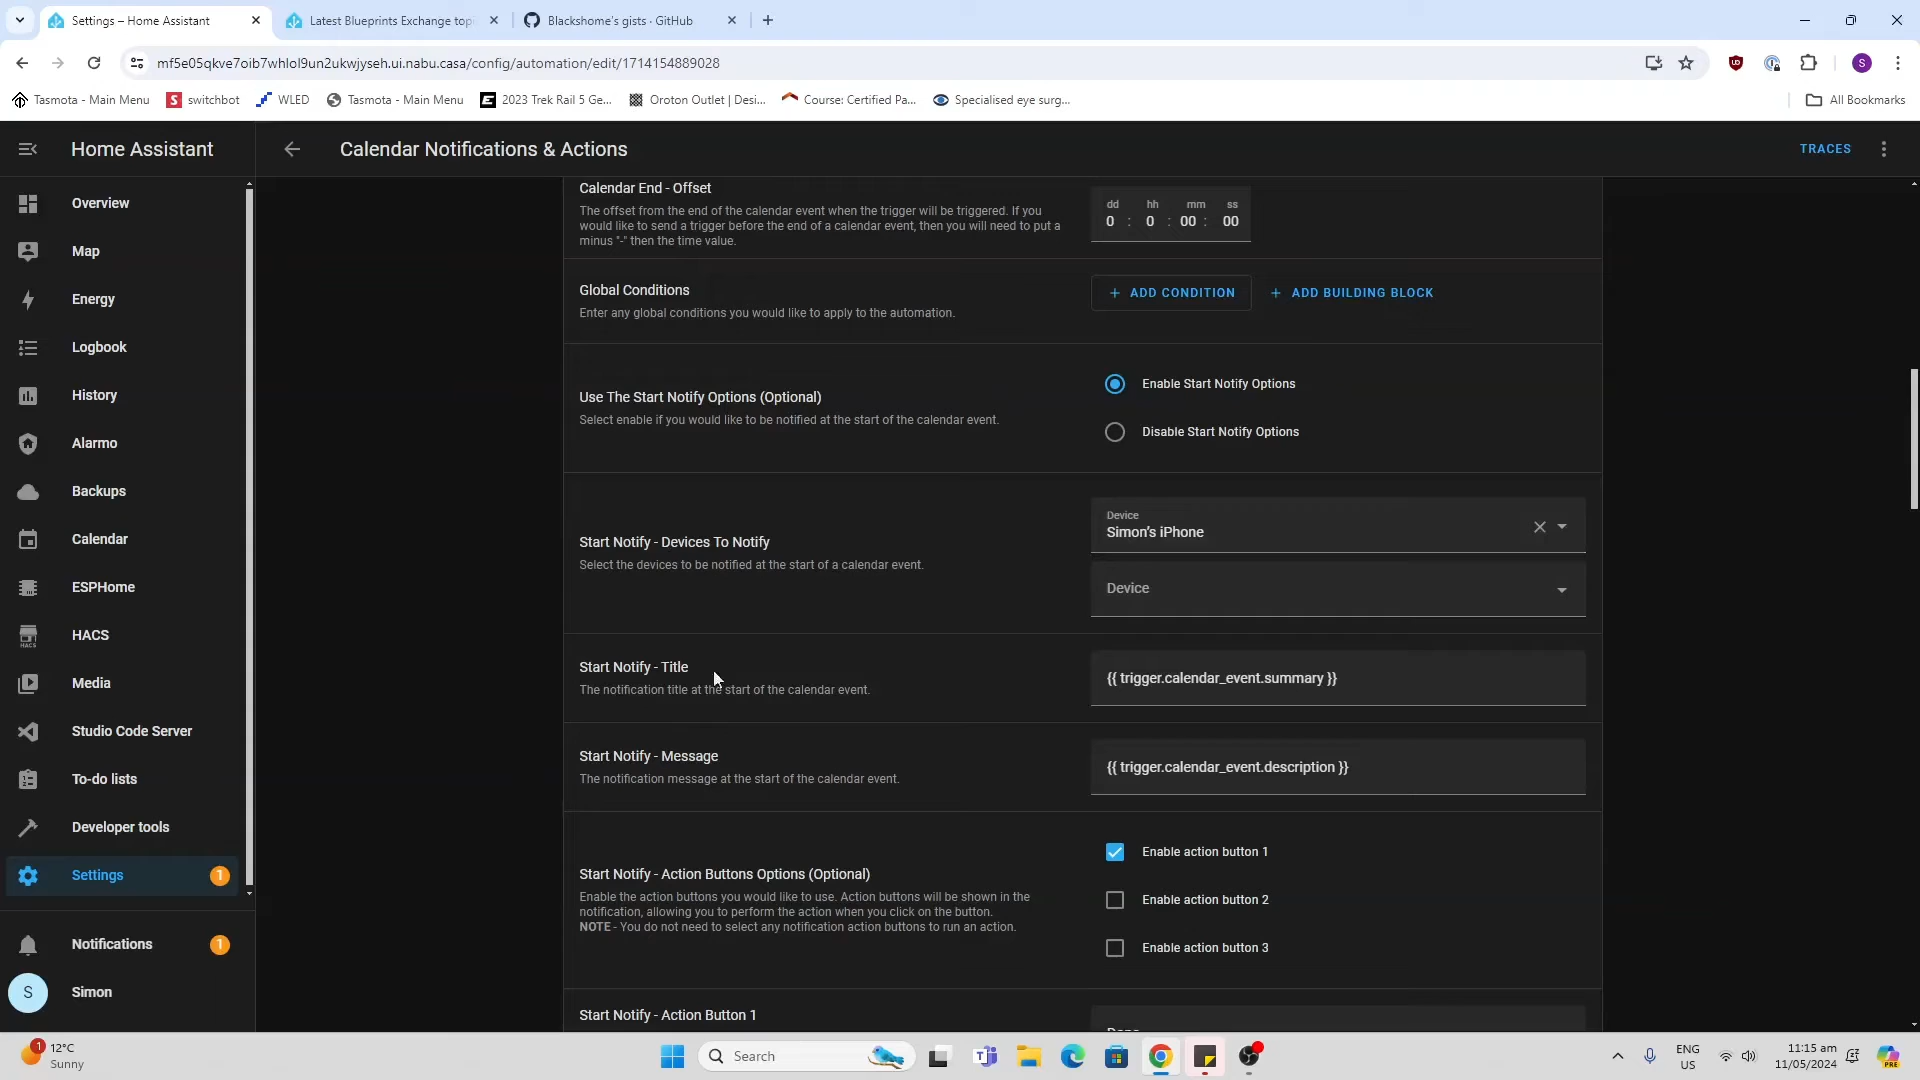 Settings – Home Assistant
Latest Blueprints Exchange top
Blackshome's gists · GitHub
mf5e05qkve7oib7whlol9un2ukwjyseh.ui.nabu.casa/config/automation/edit/1714154889028
S
Tasmota - Main Menu
switchbot
WLED
Tasmota - Main Menu
2023 Trek Rail 5 Ge...
Oroton Outlet | Desi...
Course: Certified Pa...
Specialised eye surg...
All Bookmarks
Home Assistant
Calendar Notifications & Actions
TRACES
Overview
Map
Energy
Logbook
History
Alarmo
Backups
Calendar
ESPHome
HACS
Media
Studio Code Server
To-do lists
Developer tools
Settings
1
Notifications
1
S
Simon
Calendar End - Offset
The offset from the end of the calendar event when the trigger will be triggered. If you
would like to send a trigger before the end of a calendar event, then you will need to put a
minus "-" then the time value.
dd hh mm ss
0 : 0 : 00 : 00
Global Conditions
Enter any global conditions you would like to apply to the automation.
+ ADD CONDITION
+ ADD BUILDING BLOCK
Use The Start Notify Options (Optional)
Select enable if you would like to be notified at the start of the calendar event.
Enable Start Notify Options
Disable Start Notify Options
Start Notify - Devices To Notify
Select the devices to be notified at the start of a calendar event.
Device
Simon's iPhone
Device
Start Notify - Title
The notification title at the start of the calendar event.
{{ trigger.calendar_event.summary }}
Start Notify - Message
The notification message at the start of the calendar event.
{{ trigger.calendar_event.description }}
Start Notify - Action Buttons Options (Optional)
Enable the action buttons you would like to use. Action buttons will be shown in the
notification, allowing you to perform the action when you click on the button.
NOTE - You do not need to select any notification action buttons to run an action.
Enable action button 1
Enable action button 2
Enable action button 3
Start Notify - Action Button 1
1
12°C
Sunny
Search
ENG
US
11:15 am
11/05/2024